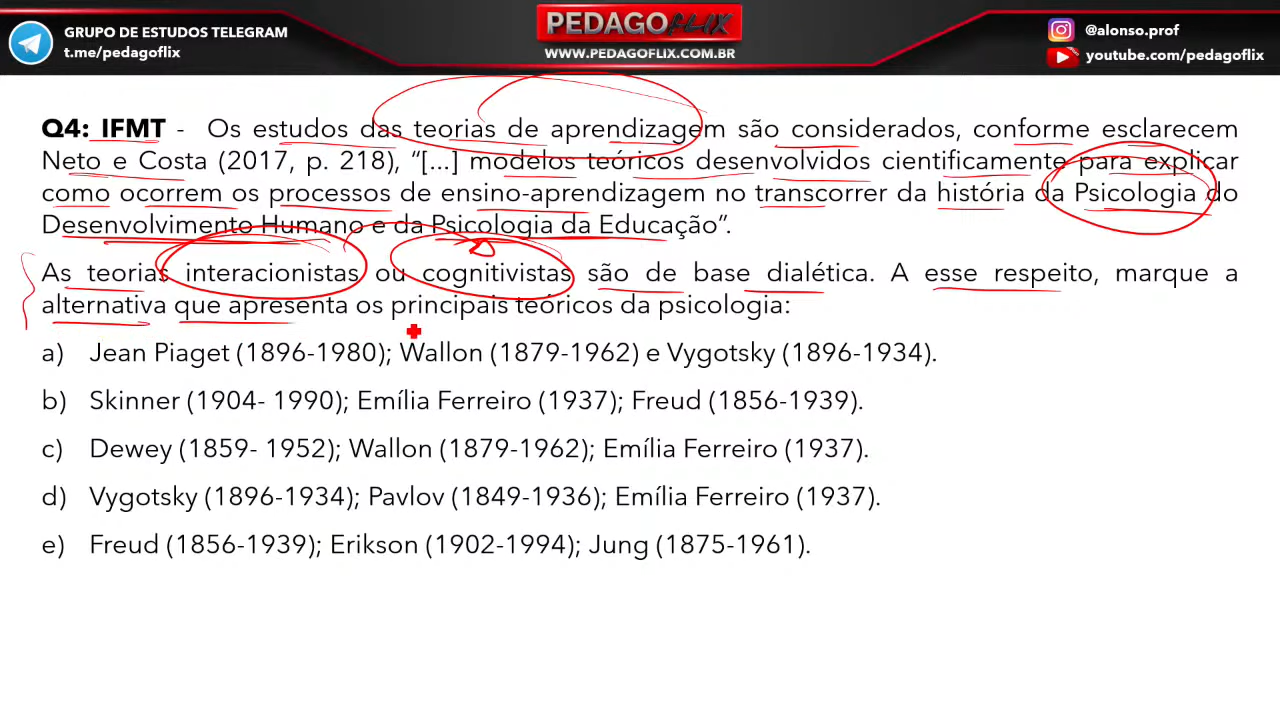 GRUPO DE ESTUDOS TELEGRAM
t.me/pedagoflix
PEDAGOFLIX
WWW.PEDAGOFLIX.COM.BR
@alonso.prof
youtube.com/pedagoflix
Q4: IFMT - Os estudos das teorias de aprendizagem são considerados, conforme esclarecem
Neto e Costa (2017, p. 218), “[...] modelos teóricos desenvolvidos cientificamente para explicar
como ocorrem os processos de ensino-aprendizagem no transcorrer da história da Psicologia do
Desenvolvimento Humano e da Psicologia da Educação”.
As teorias interacionistas ou cognitivistas são de base dialética. A esse respeito, marque a
alternativa que apresenta os principais teóricos da psicologia:
a) Jean Piaget (1896-1980); Wallon (1879-1962) e Vygotsky (1896-1934).
b) Skinner (1904- 1990); Emília Ferreiro (1937); Freud (1856-1939).
c) Dewey (1859- 1952); Wallon (1879-1962); Emília Ferreiro (1937).
d) Vygotsky (1896-1934); Pavlov (1849-1936); Emília Ferreiro (1937).
e) Freud (1856-1939); Erikson (1902-1994); Jung (1875-1961).